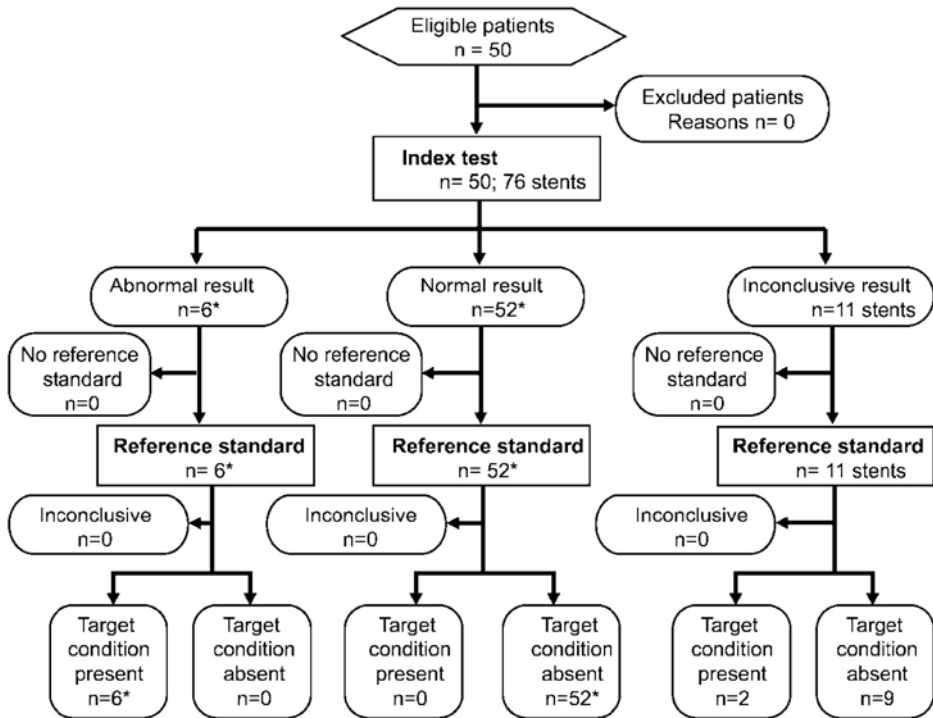 Eligible patients
n = 50
Excluded patients
Reasons n= 0
Index test
n= 50; 76 stents
Abnormal result
n=6*
Normal result
n=52*
Inconclusive result
n=11 stents
No reference
standard
n=0
No reference
standard
n=0
No reference
standard
n=0
Reference standard
n= 6*
Reference standard
n= 52*
Reference standard
n= 11 stents
Inconclusive
n=0
Inconclusive
n=0
Inconclusive
n=0
Target
condition
present
n=6*
Target
condition
absent
n=0
Target
condition
present
n=0
Target
condition
absent
n=52*
Target
condition
present
n=2
Target
condition
absent
n=9